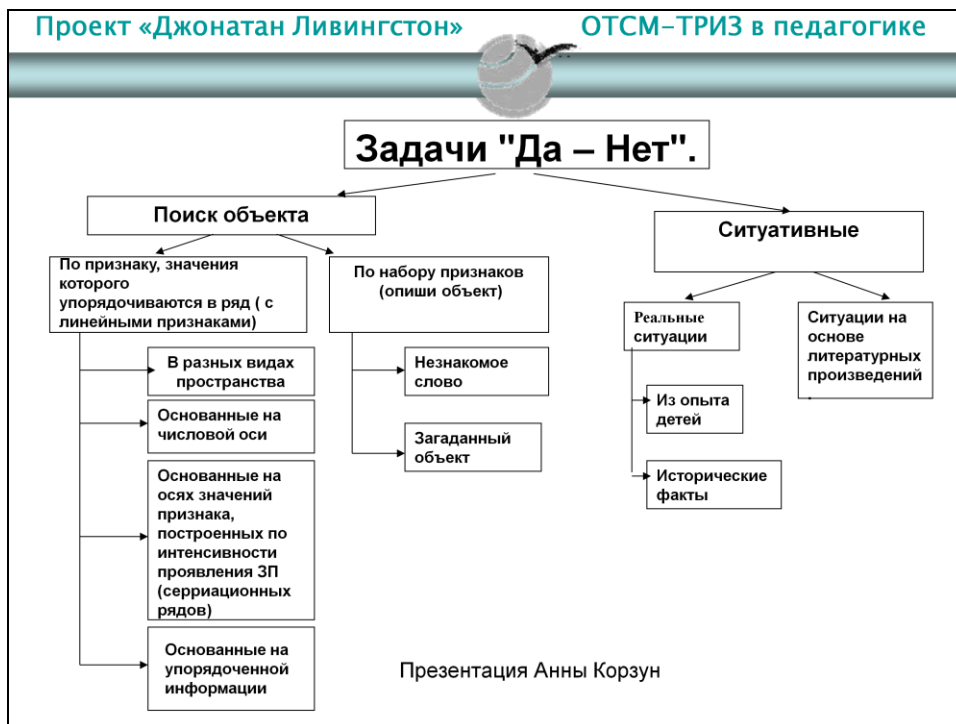 Проект «Джонатан Ливингстон»
ОТСМ-ТРИЗ в педагогике
Задачи "Да – Нет".
Поиск объекта
Ситуативные
По признаку, значения
которого
упорядочиваются в ряд ( с
линейными признаками)
По набору признаков
(опиши объект)
Реальные
ситуации
Ситуации на
основе
литературных
произведений
.
В разных видах
пространства
Незнакомое
слово
Из опыта
детей
Основанные на
числовой оси
Загаданный
объект
Исторические
факты
Основанные на
осях значений
признака,
построенных по
интенсивности
проявления ЗП
(серриационных
рядов)
Основанные на
упорядоченной
информации
Презентация Анны Корзун